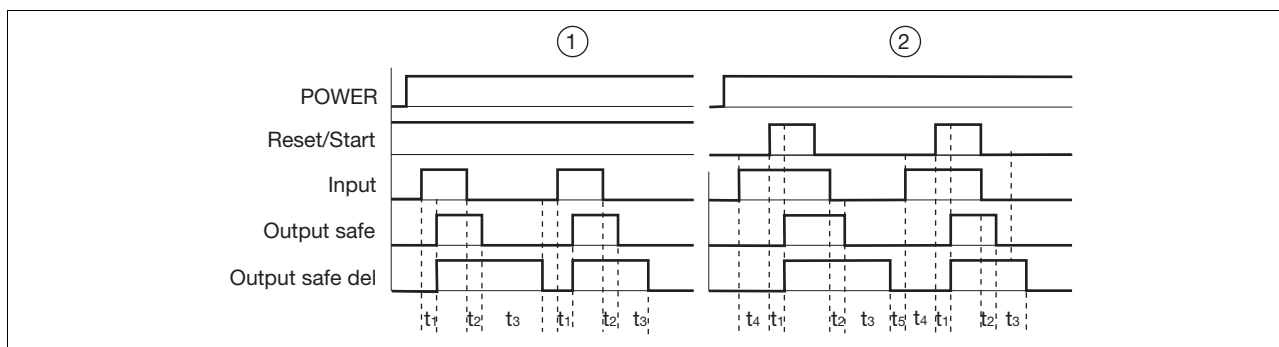 ① ②
POWER
Reset/Start
Input
Output safe
Output safe del
t₁ t₂ t₃ t₁ t₂ t₃ t₄ t₁ t₂ t₃ t₅ t₄ t₁ t₂ t₃